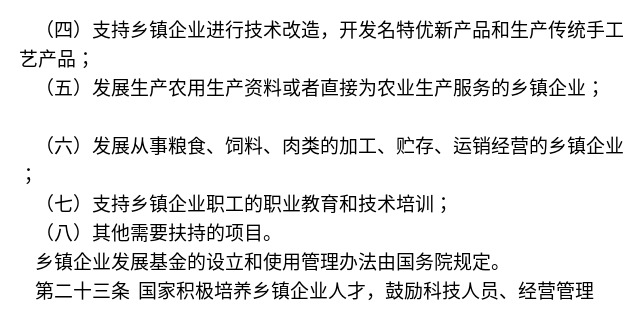 （四）支持乡镇企业进行技术改造，开发名特优新产品和生产传统手工
艺产品；
（五）发展生产农用生产资料或者直接为农业生产服务的乡镇企业；
（六）发展从事粮食、饲料、肉类的加工、贮存、运销经营的乡镇企业
；
（七）支持乡镇企业职工的职业教育和技术培训；
（八）其他需要扶持的项目。
乡镇企业发展基金的设立和使用管理办法由国务院规定。
第二十三条 国家积极培养乡镇企业人才，鼓励科技人员、经营管理